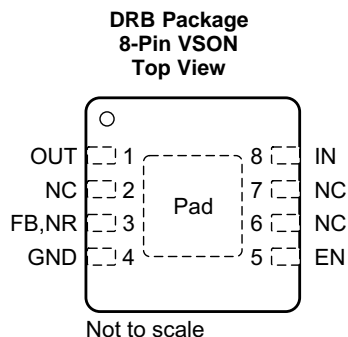 DRB Package
8-Pin VSON
Top View
OUT 1 8 IN
NC 2 7 NC
Pad
FB,NR 3 6 NC
GND 4 5 EN
Not to scale